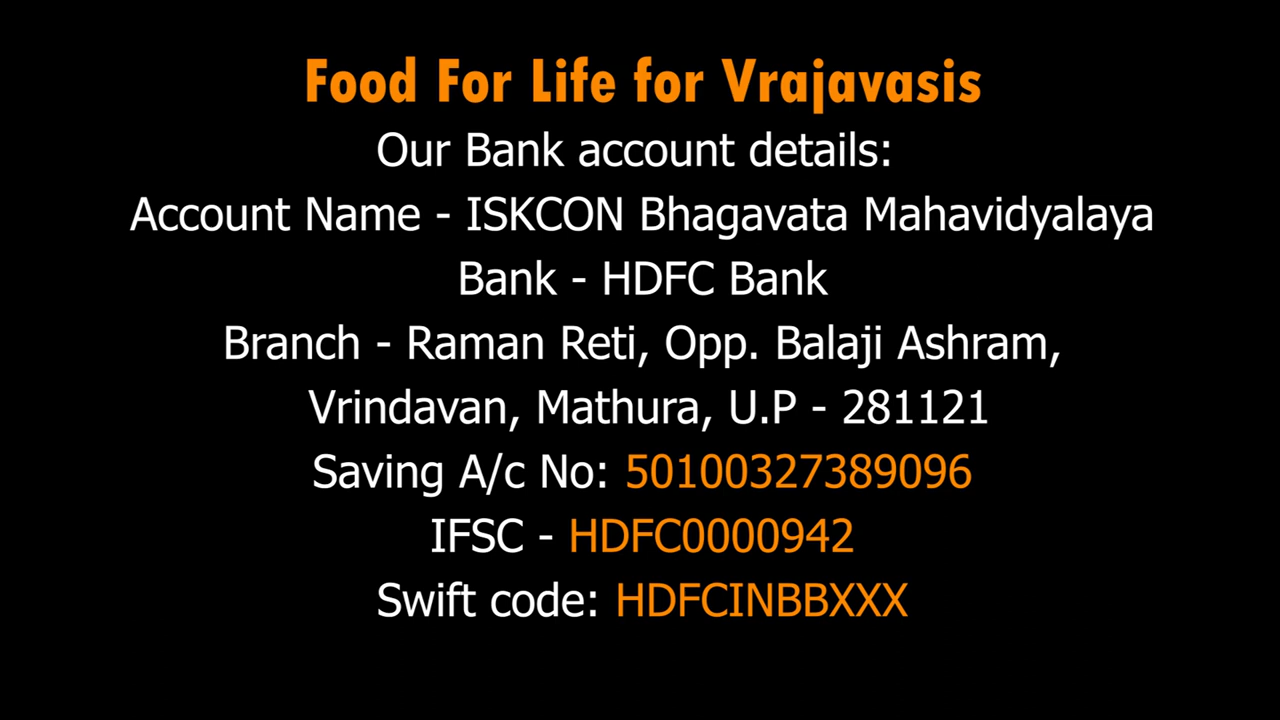 Food For Life for Vrajavasis
Our Bank account details:
Account Name - ISKCON Bhagavata Mahavidyalaya
Bank - HDFC Bank
Branch - Raman Reti, Opp. Balaji Ashram,
Vrindavan, Mathura, U.P - 281121
Saving A/c No: 50100327389096
IFSC - HDFC0000942
Swift code: HDFCINBBXXX